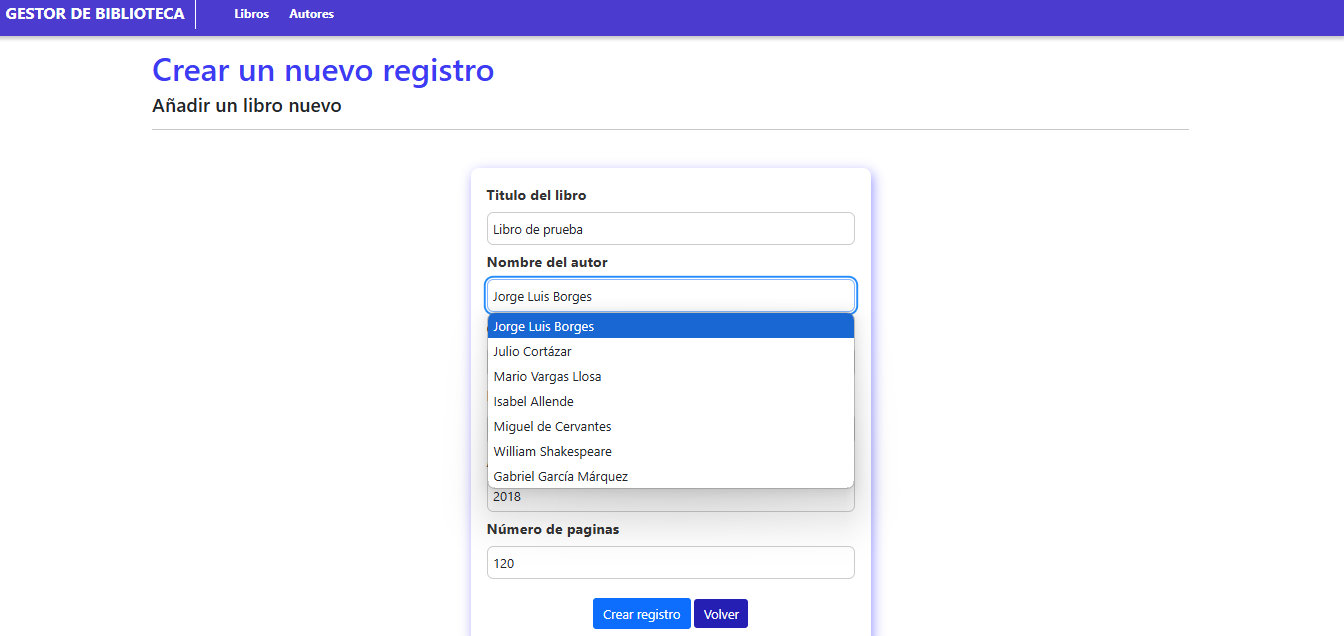 GESTOR DE BIBLIOTECA Libros Autores
Crear un nuevo registro
Añadir un libro nuevo
Titulo del libro
Libro de prueba
Nombre del autor
Jorge Luis Borges
Jorge Luis Borges
Julio Cortázar
Mario Vargas Llosa
Isabel Allende
Miguel de Cervantes
William Shakespeare
Gabriel García Márquez
2018
Número de paginas
120
Crear registro Volver